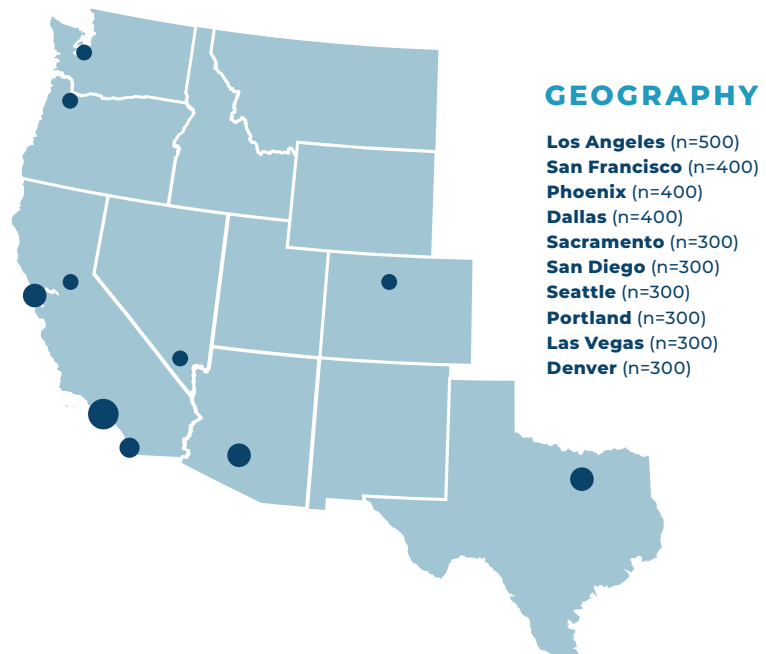 GEOGRAPHY
Los Angeles (n=500)
San Francisco (n=400)
Phoenix (n=400)
Dallas (n=400)
Sacramento (n=300)
San Diego (n=300)
Seattle (n=300)
Portland (n=300)
Las Vegas (n=300)
Denver (n=300)